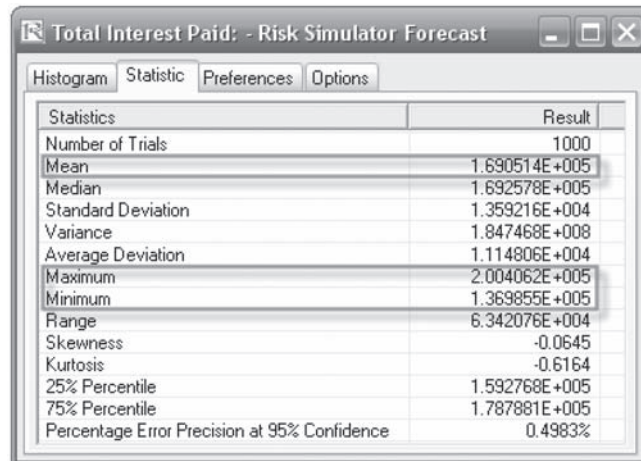 Total Interest Paid: - Risk Simulator Forecast
Histogram Statistic Preferences Options
Statistics Result
Number of Trials 1000
Mean 1.690514E+005
Median 1.692578E+005
Standard Deviation 1.359216E+004
Variance 1.847468E+008
Average Deviation 1.114806E+004
Maximum 2.004062E+005
Minimum 1.369855E+005
Range 6.342076E+004
Skewness -0.0645
Kurtosis -0.6164
25% Percentile 1.592768E+005
75% Percentile 1.787881E+005
Percentage Error Precision at 95% Confidence 0.4983%